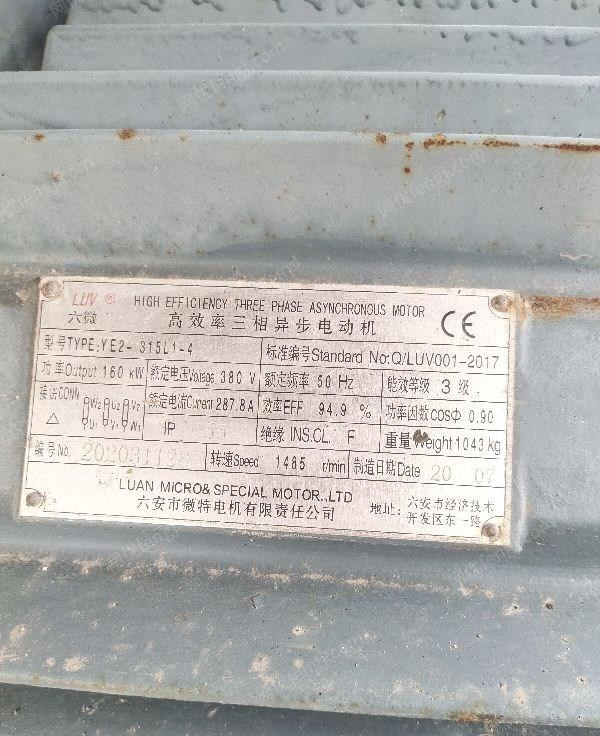 LUV ® HIGH EFFICIENCY THREE PHASE ASYNCHRONOUS MOTOR
六微 高效率三相异步电动机 CE
型号TYPE.YE2-315L1-4 标准编号Standard No:Q/LUV001-2017
功率Output 160 kW 额定电压Voltage 380 V 额定频率 50 Hz 能效等级 3 级
接法CONN △ 额定电流Current 287.8A 效率EFF 94.9 % 功率因数cosΦ 0.90
W2 U2 V2
U1 V1 W1
IP 绝缘 INS.CL. F 重量Weight 1043 kg
编号No. 转速Speed 1485 r/min 制造日期Date 20 07
LUAN MICRO& SPECIAL MOTOR.,LTD
六安市微特电机有限责任公司 地址: 六安市经济技术
开发区东一路